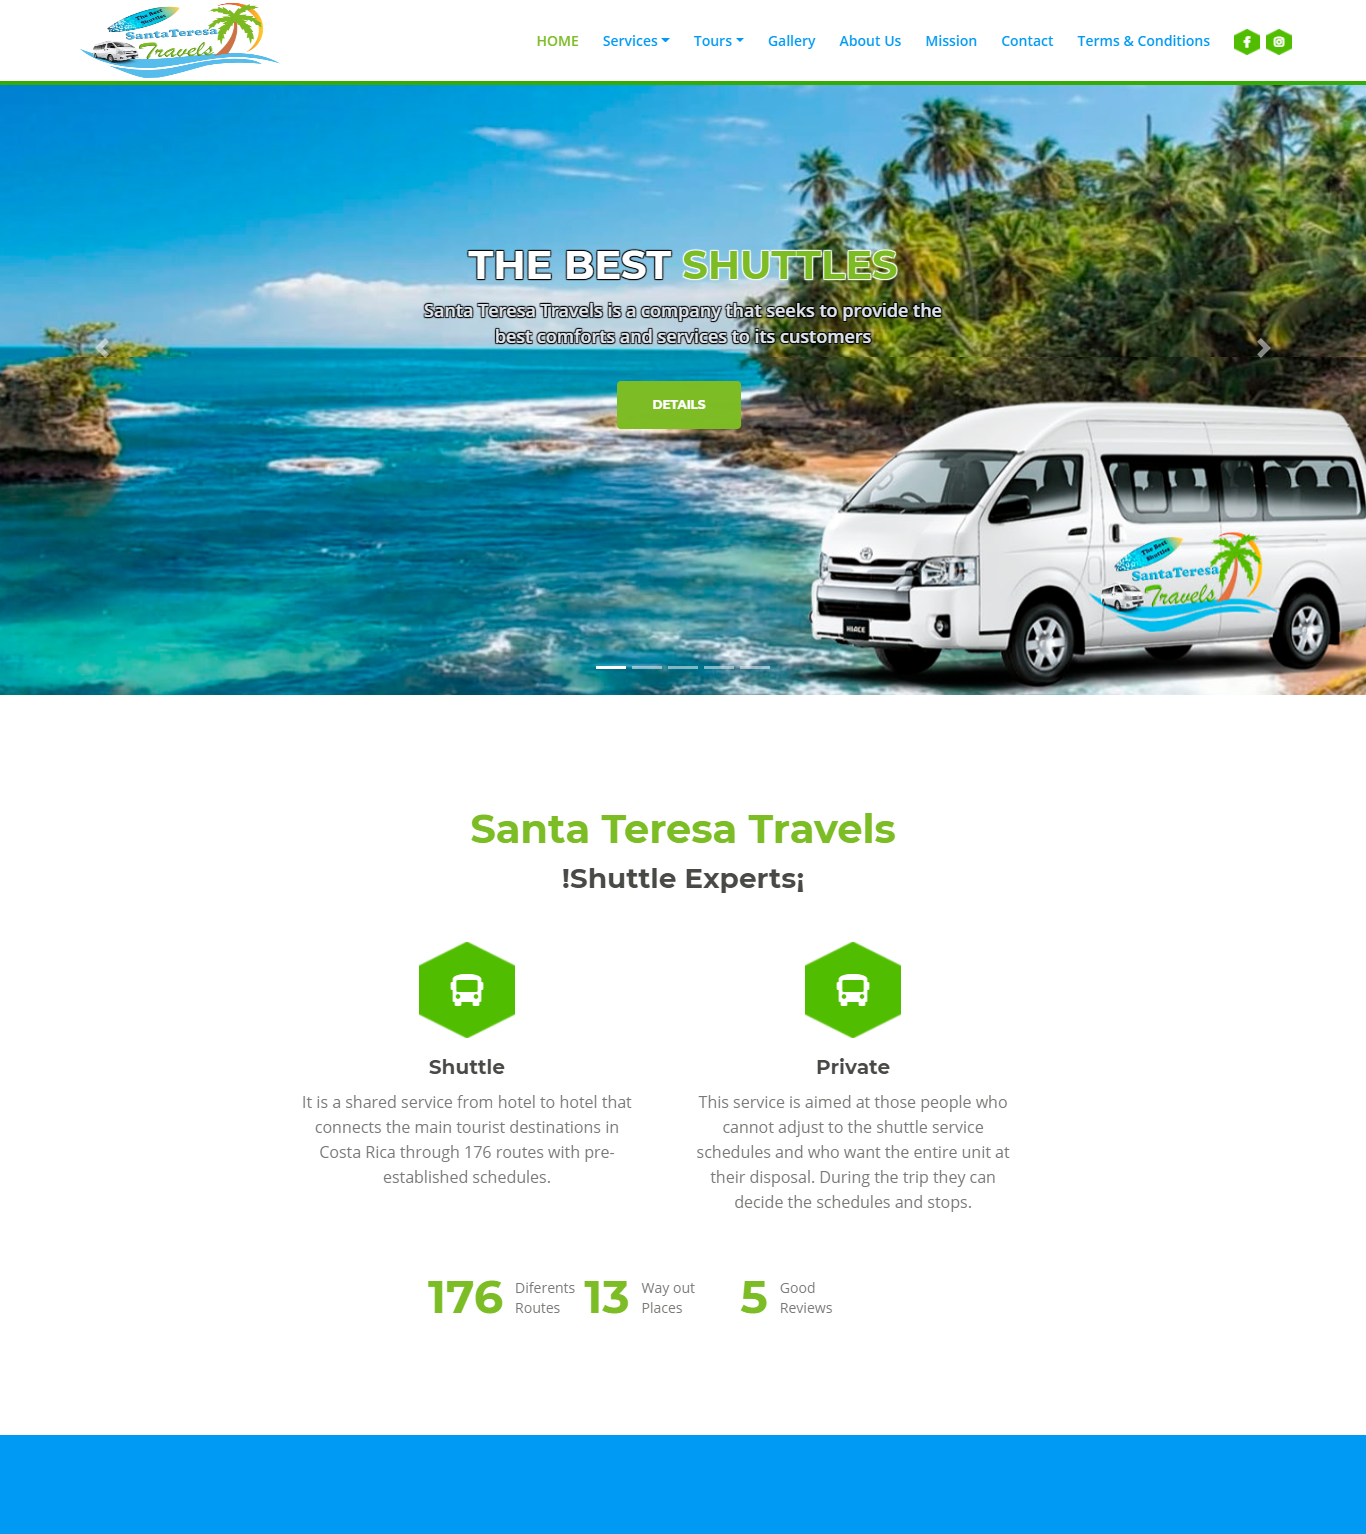 The Best
Shuttles
SantaTeresa
Travels
HOME Services Tours Gallery About Us Mission Contact Terms & Conditions
THE BEST SHUTTLES
Santa Teresa Travels is a company that seeks to provide the
best comforts and services to its customers
DETAILS
The Best
Shuttles
SantaTeresa
Travels
HIACE
Santa Teresa Travels
!Shuttle Experts¡
Shuttle
It is a shared service from hotel to hotel that
connects the main tourist destinations in
Costa Rica through 176 routes with pre-
established schedules.
Private
This service is aimed at those people who
cannot adjust to the shuttle service
schedules and who want the entire unit at
their disposal. During the trip they can
decide the schedules and stops.
176 Diferents
Routes
13 Way out
Places
5 Good
Reviews